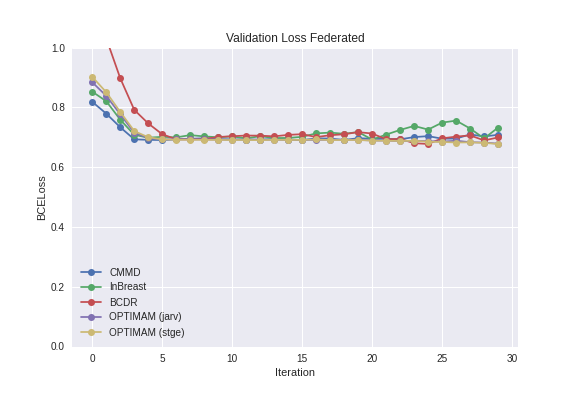 Validation Loss Federated
1.0
0.8
0.6
0.4
0.2
0.0
BCELoss
CMMD
InBreast
BCDR
OPTIMAM (jarv)
OPTIMAM (stge)
0 5 10 15 20 25 30
Iteration